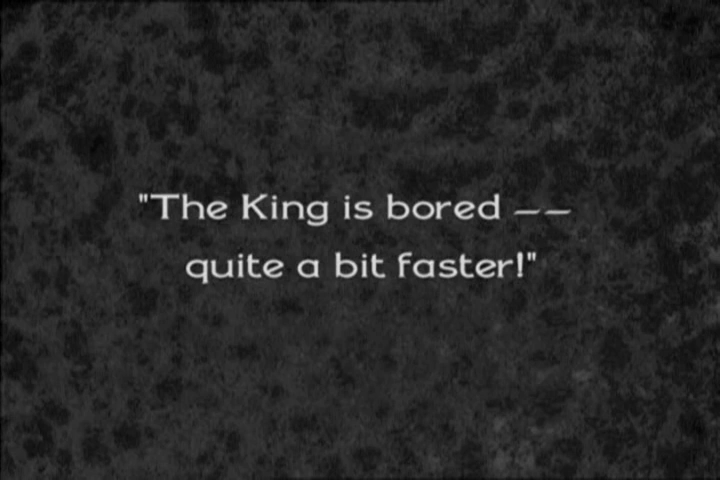 "The King is bored --
quite a bit faster!"